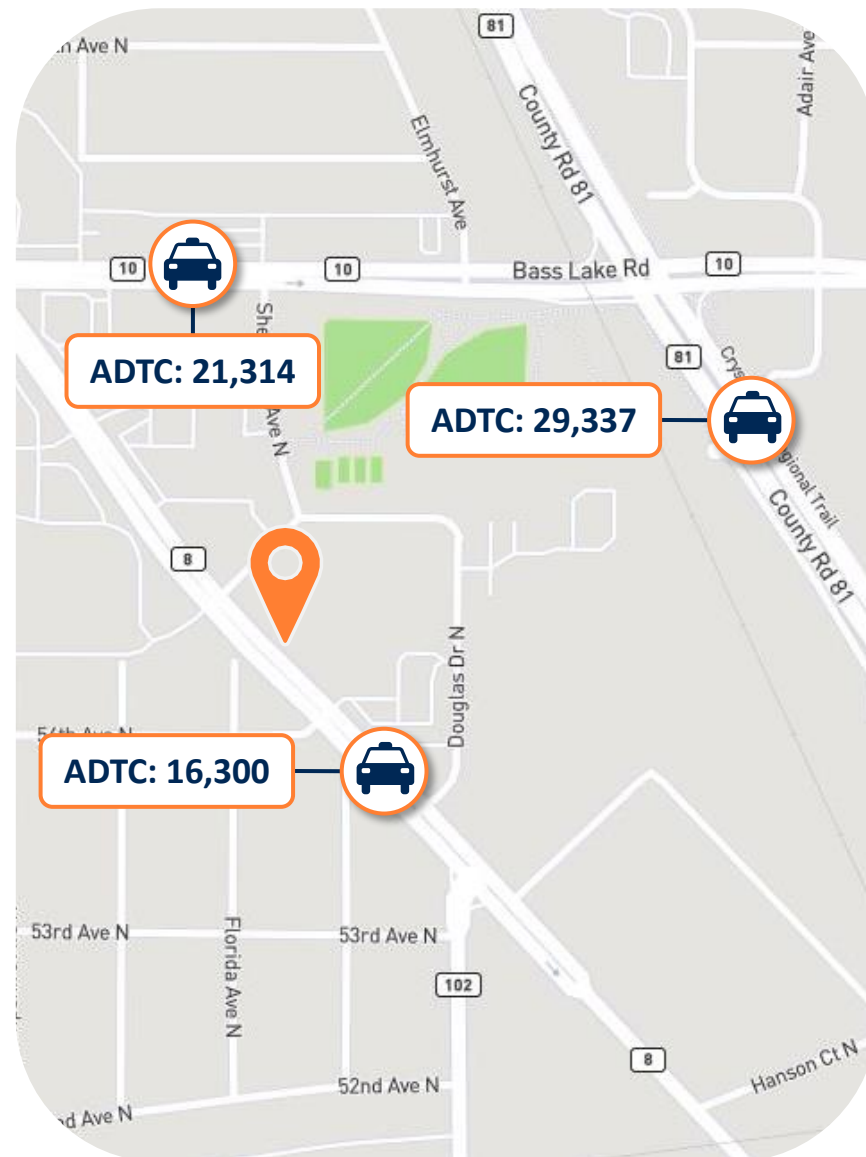 Ave N
81
Adair Ave
Elmhurst Ave
County Rd 81
10
10
Bass Lake Rd
10
Ave N
81
ADTC: 21,314
ADTC: 29,337
Trail
County Rd 81
8
Douglas Dr N
ADTC: 16,300
53rd Ave N
Florida Ave N
53rd Ave N
102
8
52nd Ave N
Hanson Ct N
Ave N